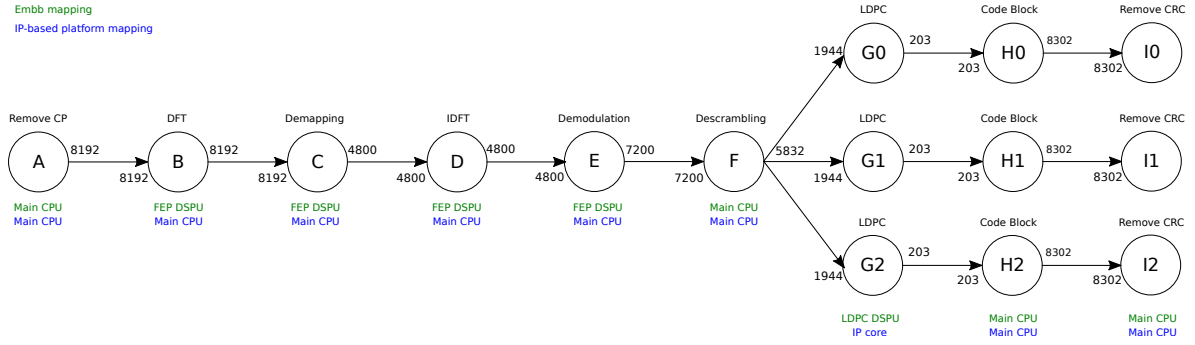 Embb mapping
IP-based platform mapping
LDPC
Code Block
Remove CRC
1944
G0
203
203
H0
8302
8302
I0
Remove CP
DFT
Demapping
IDFT
Demodulation
Descrambling
LDPC
Code Block
Remove CRC
A
8192
8192
B
8192
8192
C
4800
4800
D
4800
4800
E
7200
7200
F
5832
1944
G1
203
203
H1
8302
8302
I1
Main CPU
FEP DSPU
FEP DSPU
FEP DSPU
FEP DSPU
Main CPU
Main CPU
Main CPU
Main CPU
Main CPU
Main CPU
Main CPU
LDPC
Code Block
Remove CRC
1944
G2
203
203
H2
8302
8302
I2
LDPC DSPU
Main CPU
Main CPU
IP core
Main CPU
Main CPU